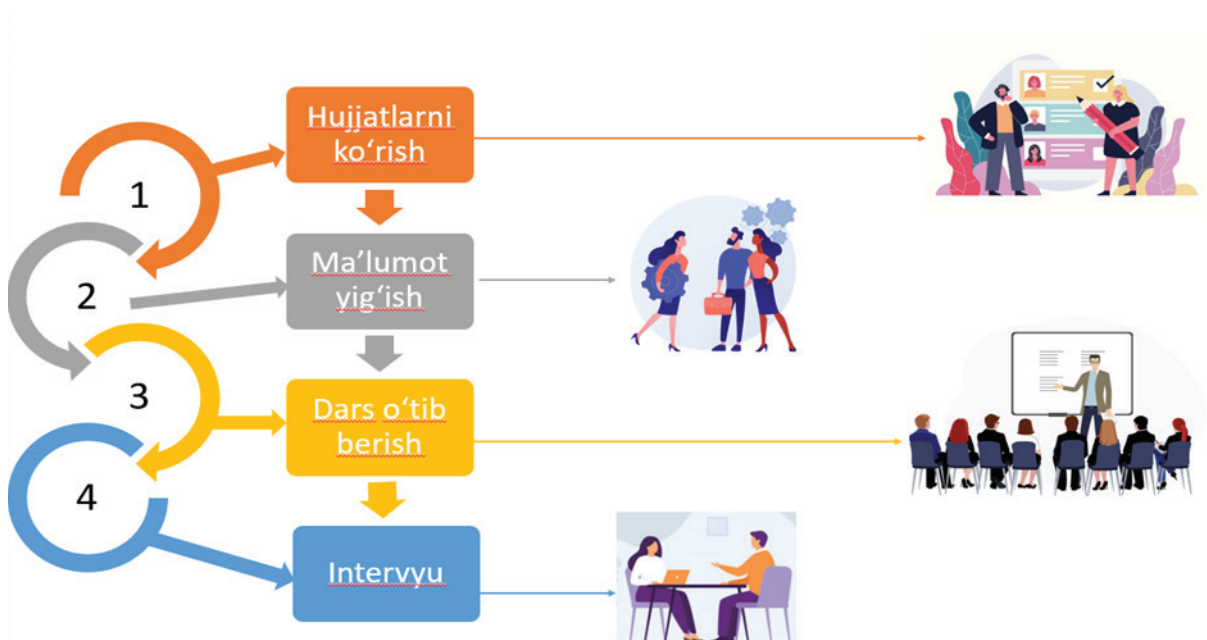 1
Hujjatlarni
ko‘rish
2
Ma’lumot
yig‘ish
3
Dars o‘tib
berish
4
Intervyu